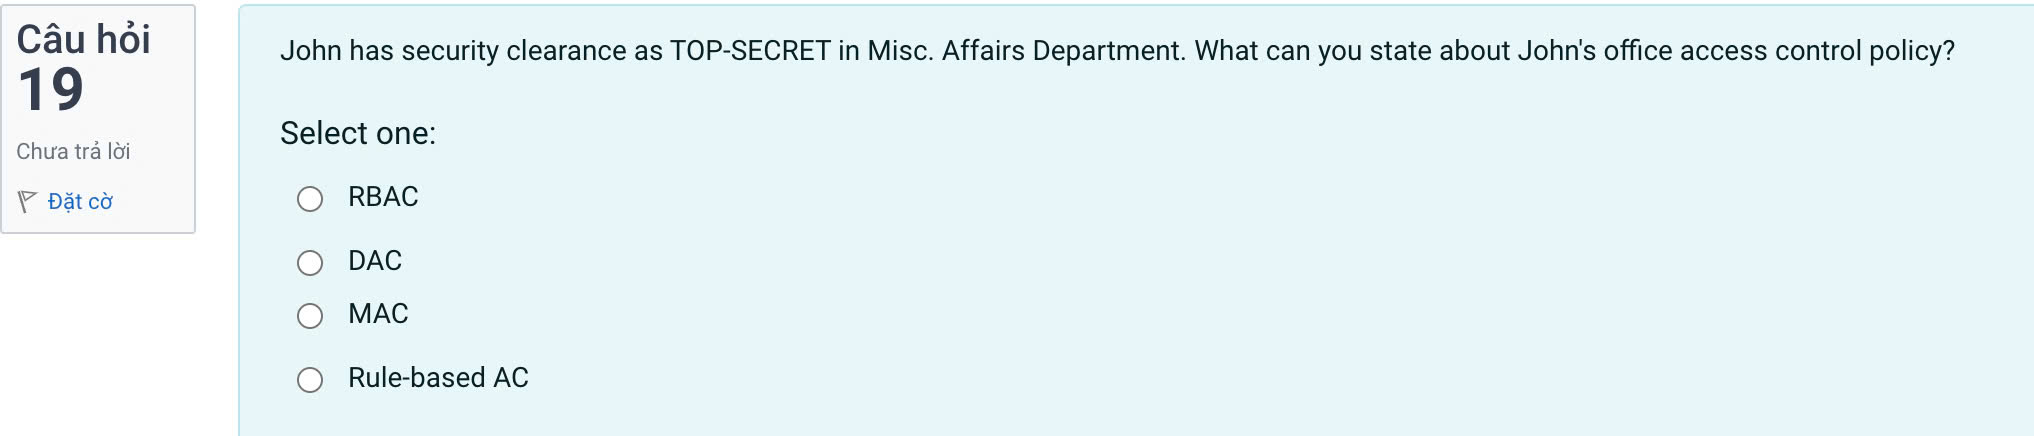 Câu hỏi
19
Chưa trả lời
Đặt cờ
John has security clearance as TOP-SECRET in Misc. Affairs Department. What can you state about John's office access control policy?
Select one:
RBAC
DAC
MAC
Rule-based AC